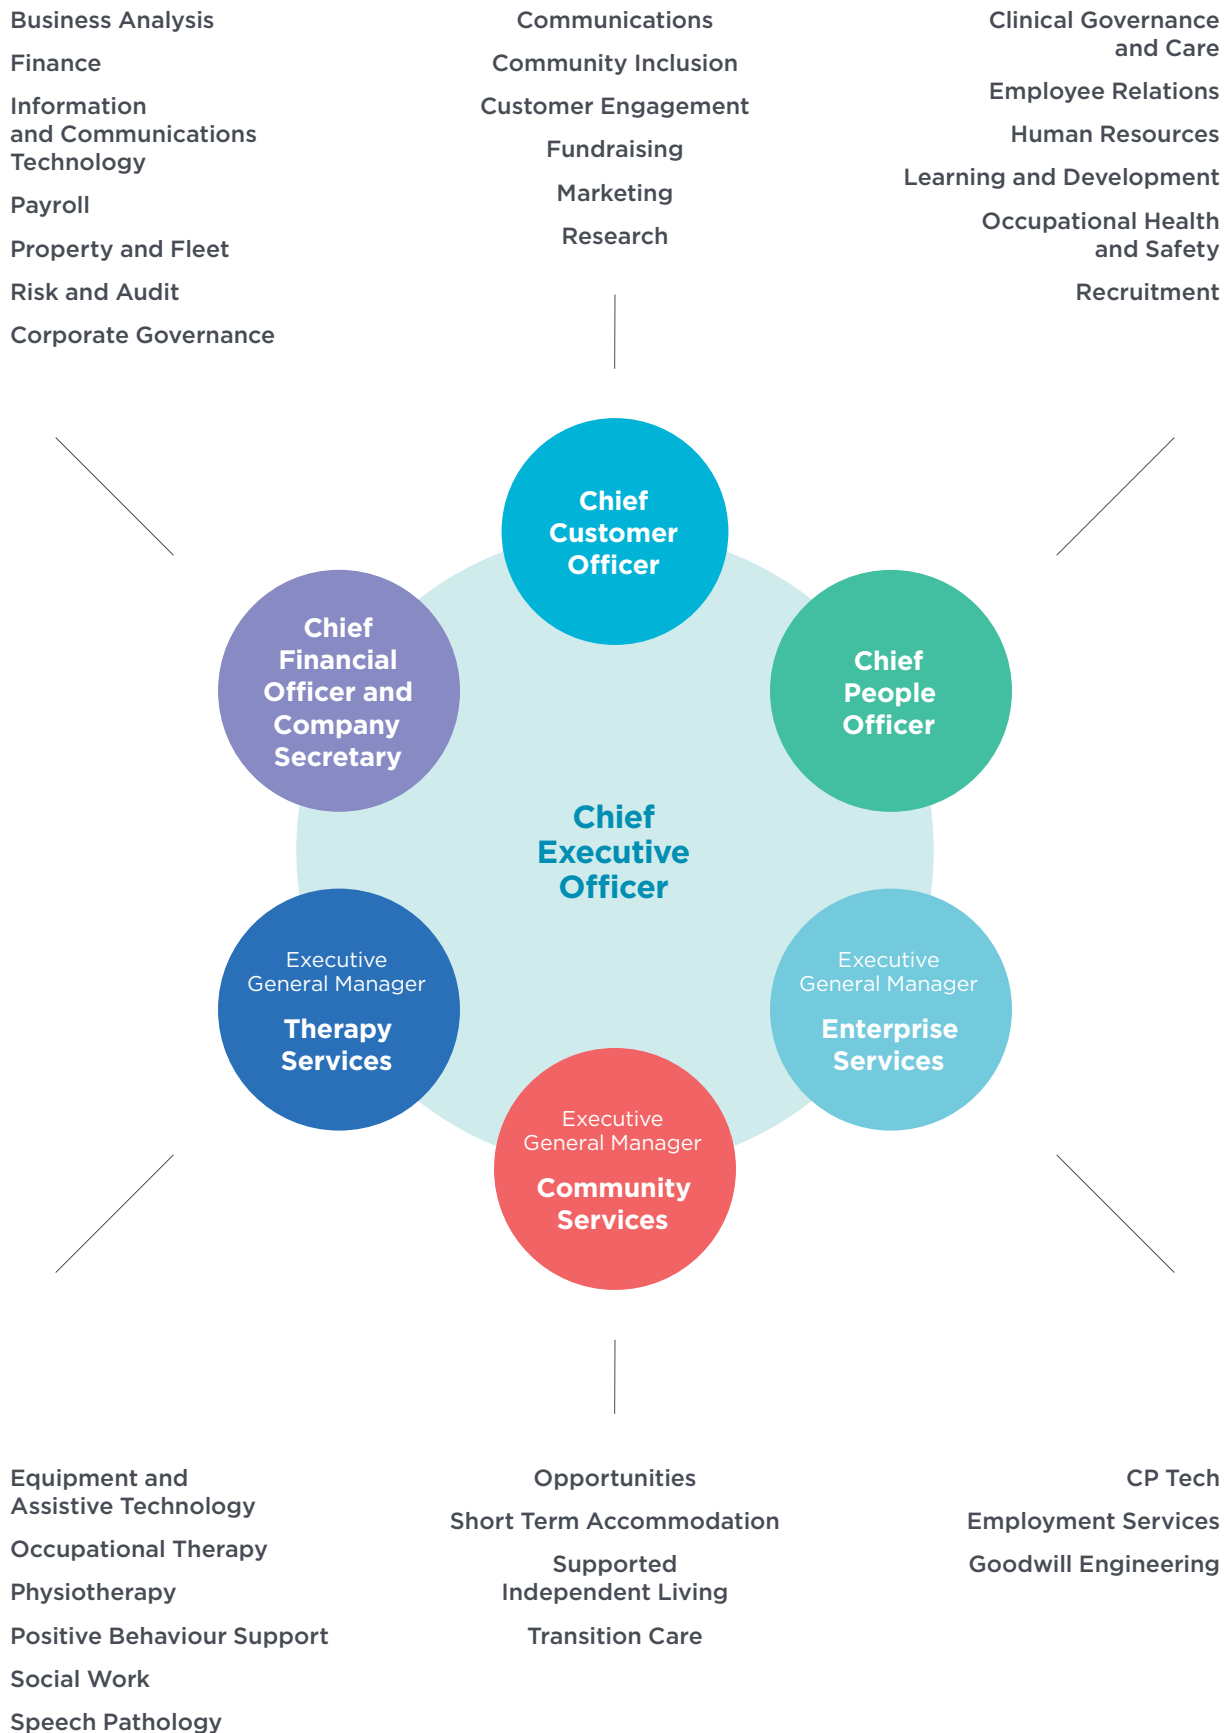 Business Analysis
Finance
Information
and Communications
Technology
Payroll
Property and Fleet
Risk and Audit
Corporate Governance
Communications
Community Inclusion
Customer Engagement
Fundraising
Marketing
Research
Clinical Governance
and Care
Employee Relations
Human Resources
Learning and Development
Occupational Health
and Safety
Recruitment
Chief
Customer
Officer
Chief
Financial
Officer and
Company
Secretary
Chief
People
Officer
Chief
Executive
Officer
Executive
General Manager
Therapy
Services
Executive
General Manager
Enterprise
Services
Executive
General Manager
Community
Services
Equipment and
Assistive Technology
Occupational Therapy
Physiotherapy
Positive Behaviour Support
Social Work
Speech Pathology
Opportunities
Short Term Accommodation
Supported
Independent Living
Transition Care
CP Tech
Employment Services
Goodwill Engineering